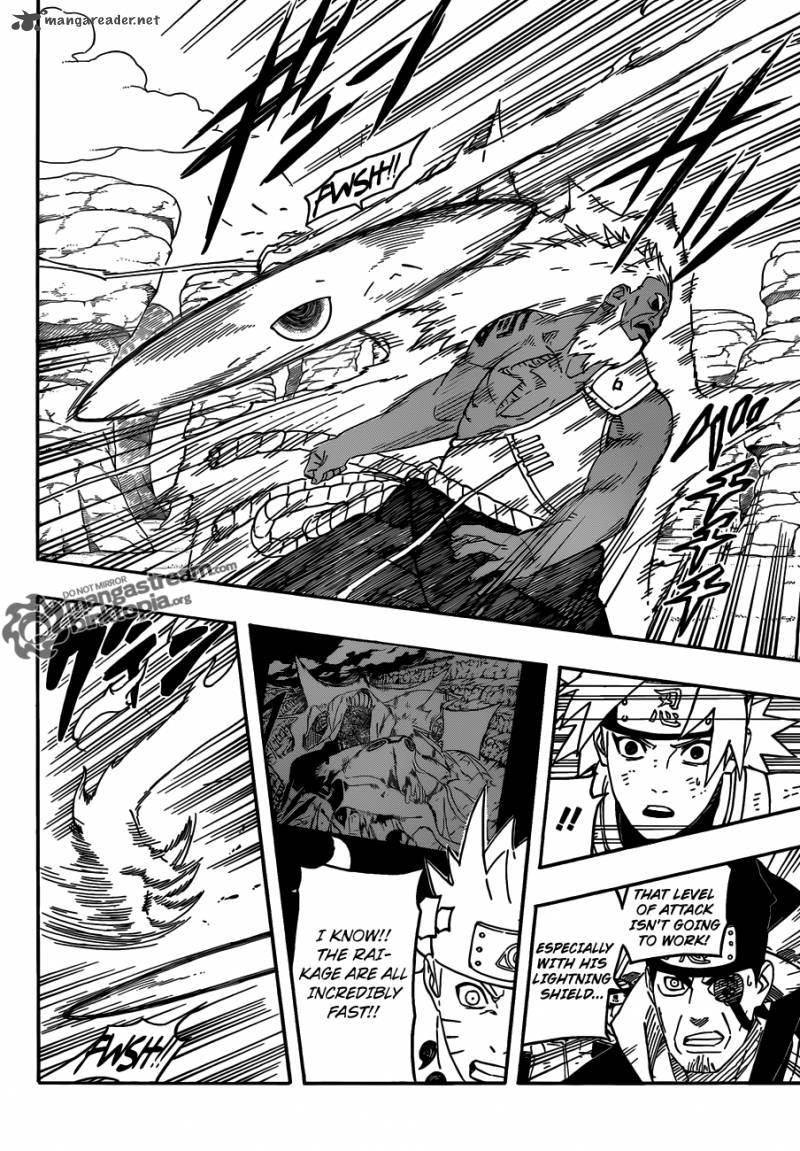 mangareader.net
FWSH!!
DO NOT MIRROR
mangastream.com
binktopia.org
!!
THAT LEVEL
OF ATTACK
ISN'T GOING
TO WORK!
ESPECIALLY
WITH HIS
LIGHTNING
SHIELD...
I KNOW!!
THE RAI-
KAGE ARE ALL
INCREDIBLY
FAST!!
FWSH!!
忍